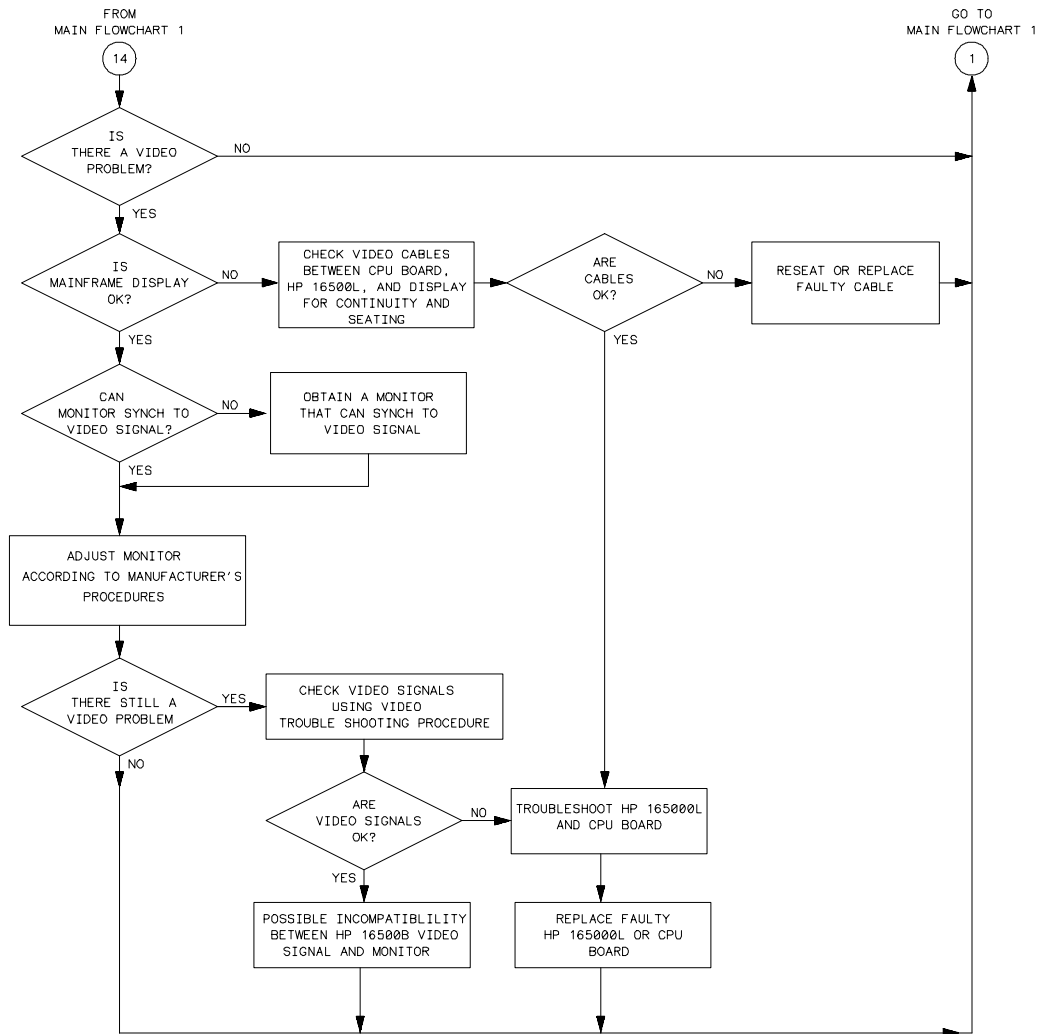 FROM
MAIN FLOWCHART 1
14
GO TO
MAIN FLOWCHART 1
1
IS
THERE A VIDEO
PROBLEM?
NO
YES
IS
MAINFRAME DISPLAY
OK?
NO
CHECK VIDEO CABLES
BETWEEN CPU BOARD,
HP 16500L, AND DISPLAY
FOR CONTINUITY AND
SEATING
ARE
CABLES
OK?
NO
RESEAT OR REPLACE
FAULTY CABLE
YES
YES
CAN
MONITOR SYNCH TO
VIDEO SIGNAL?
NO
OBTAIN A MONITOR
THAT CAN SYNCH TO
VIDEO SIGNAL
YES
ADJUST MONITOR
ACCORDING TO MANUFACTURER'S
PROCEDURES
IS
THERE STILL A
VIDEO PROBLEM
YES
CHECK VIDEO SIGNALS
USING VIDEO
TROUBLE SHOOTING PROCEDURE
NO
ARE
VIDEO SIGNALS
OK?
NO
TROUBLESHOOT HP 165000L
AND CPU BOARD
YES
POSSIBLE INCOMPATIBLILITY
BETWEEN HP 16500B VIDEO
SIGNAL AND MONITOR
REPLACE FAULTY
HP 165000L OR CPU
BOARD